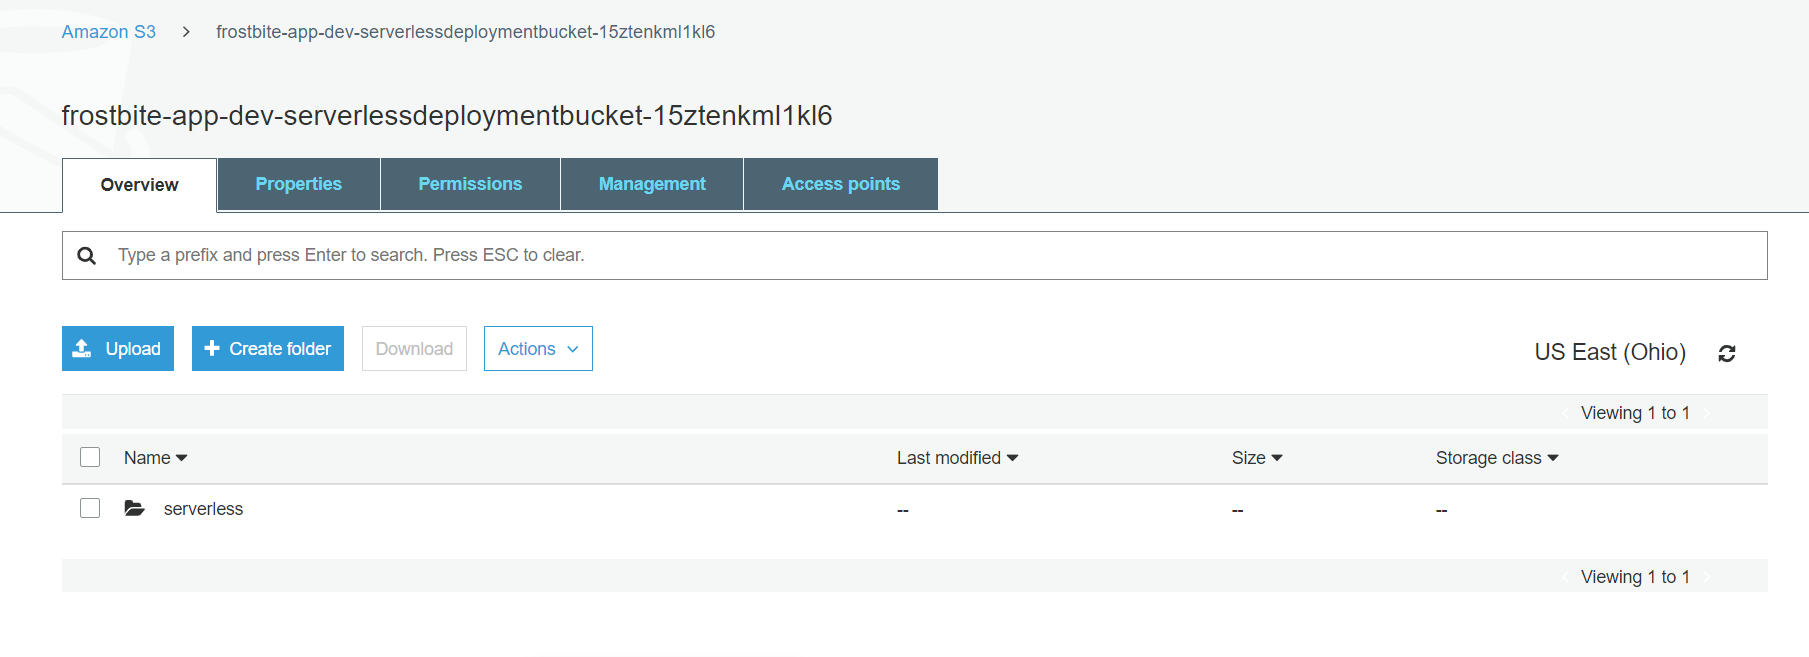 Amazon S3 > frostbite-app-dev-serverlessdeploymentbucket-15ztenkml1kl6
frostbite-app-dev-serverlessdeploymentbucket-15ztenkml1kl6
Overview Properties Permissions Management Access points
Type a prefix and press Enter to search. Press ESC to clear.
Upload + Create folder Download Actions US East (Ohio)
Viewing 1 to 1
Name Last modified Size Storage class
serverless -- -- --
Viewing 1 to 1